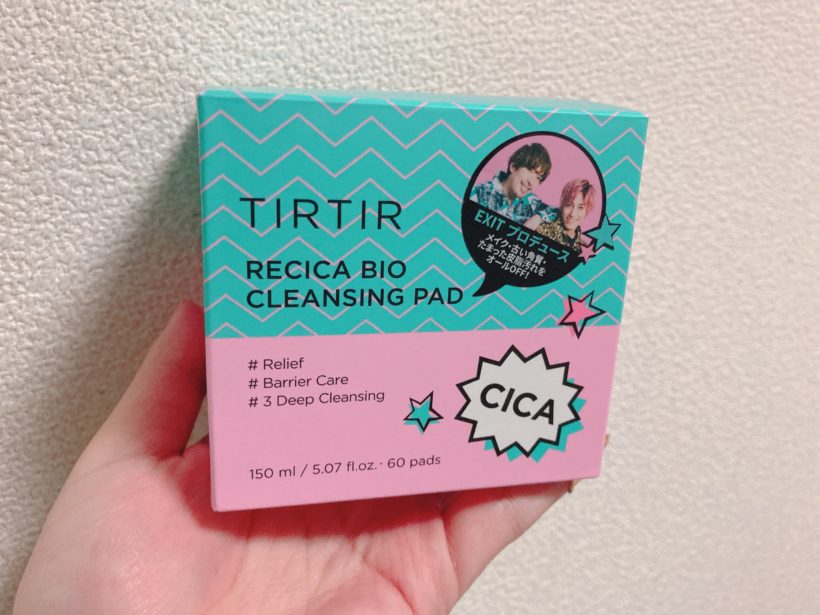 TIRTIR
RECICA BIO
CLEANSING PAD
EXIT プロデュース
メイク・古い角質・
たまった皮脂汚れを
オールOFF!
# Relief
# Barrier Care
# 3 Deep Cleansing
CICA
150 ml / 5.07 fl.oz. · 60 pads